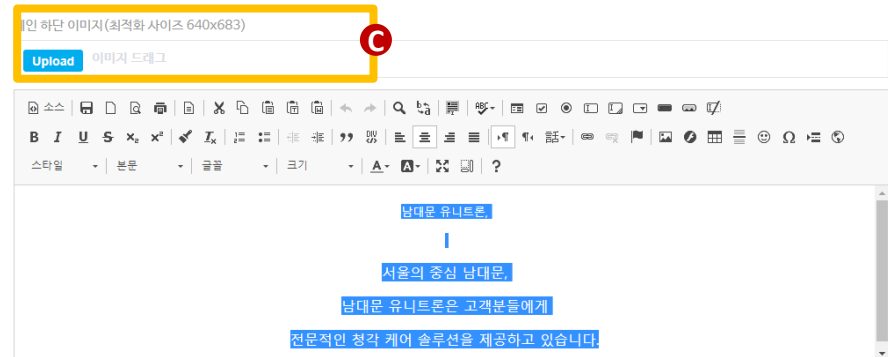 인 하단 이미지(최적화 사이즈 640x683)
C
Upload 이미지 드래그
소스
스타일 본문 글꼴 크기
남대문 유니트론,
서울의 중심 남대문,
남대문 유니트론은 고객분들에게
전문적인 청각 케어 솔루션을 제공하고 있습니다.